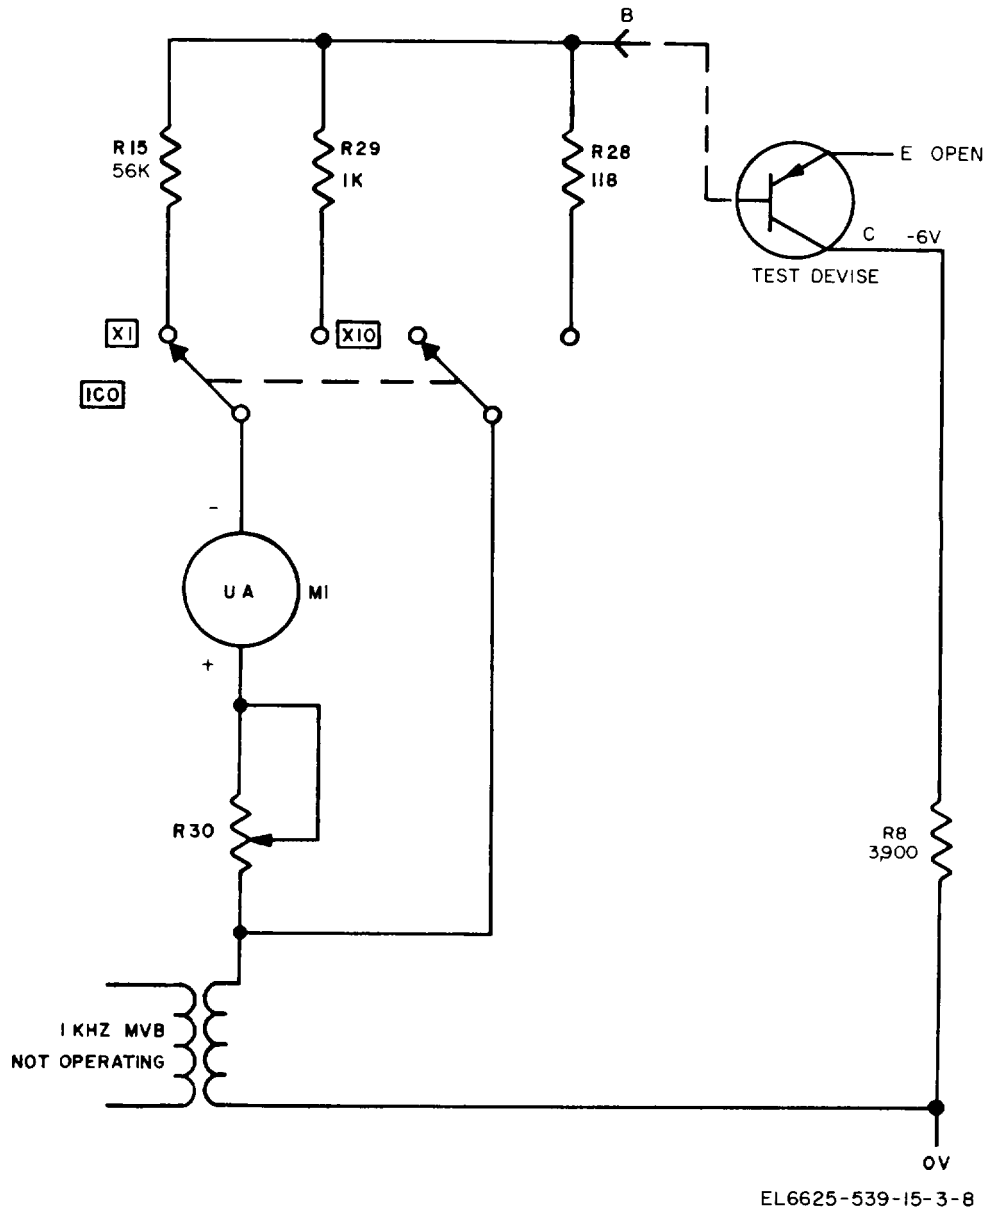 B
R15
56K
R29
1K
R28
118
E OPEN
C -6V
TEST DEVISE
X1
X10
ICO
-
UA
M1
+
R30
R8
3,900
1 KHZ MVB
NOT OPERATING
0V
EL6625-539-15-3-8